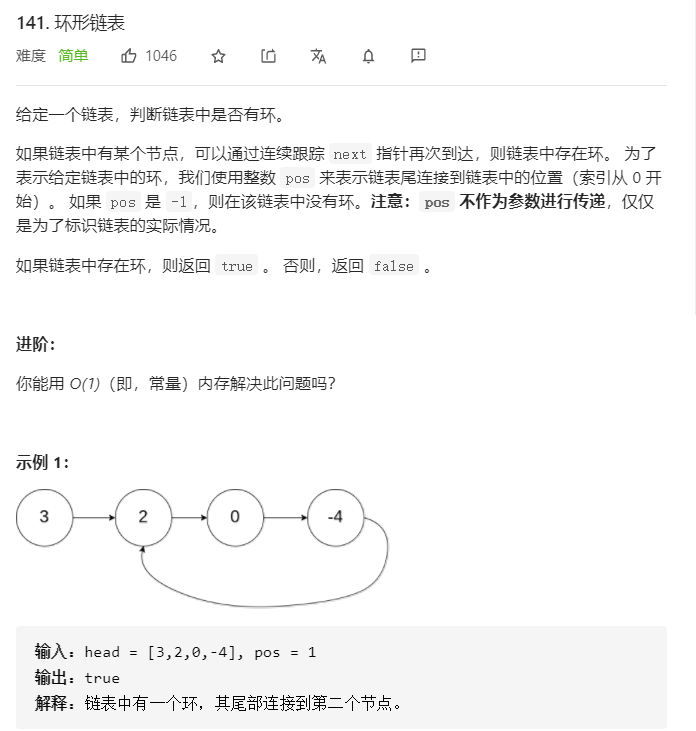 141. 环形链表
难度 简单 1046
给定一个链表，判断链表中是否有环。
如果链表中有某个节点，可以通过连续跟踪 next 指针再次到达，则链表中存在环。 为了
表示给定链表中的环，我们使用整数 pos 来表示链表尾连接到链表中的位置（索引从 0 开
始）。 如果 pos 是 -1，则在该链表中没有环。注意：pos 不作为参数进行传递，仅仅
是为了标识链表的实际情况。
如果链表中存在环，则返回 true 。 否则，返回 false 。
进阶：
你能用 O(1)（即，常量）内存解决此问题吗？
示例 1：
3 2 0 -4
输入：head = [3,2,0,-4], pos = 1
输出：true
解释：链表中有一个环，其尾部连接到第二个节点。